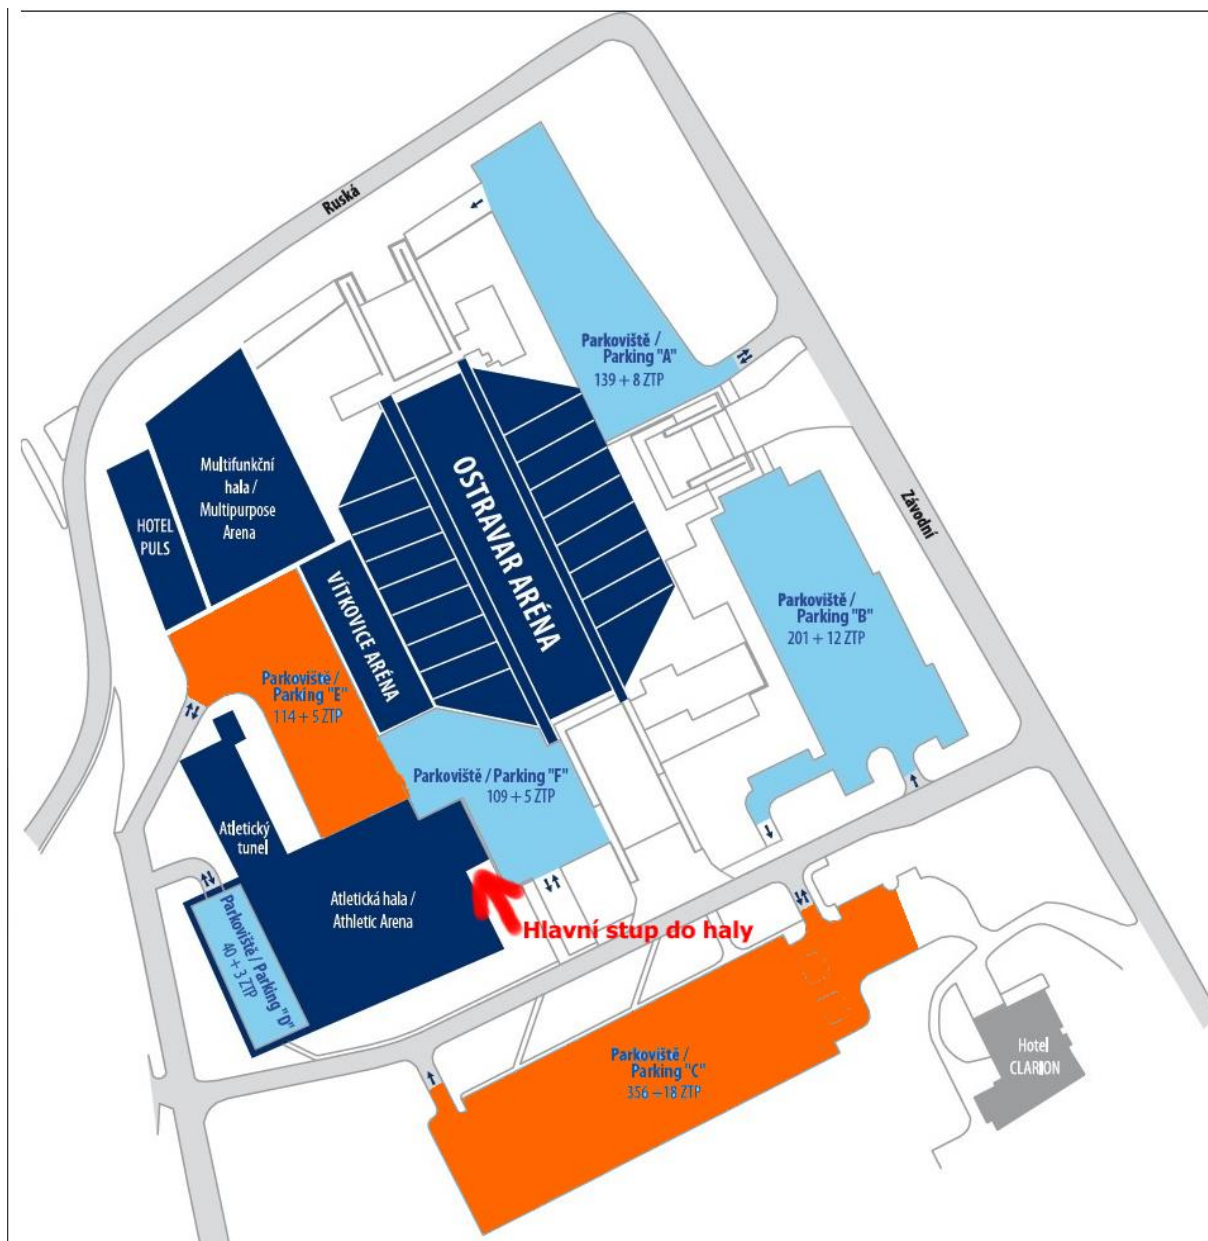 Ruská
Parkoviště /
Parking "A"
139 + 8 ZTP
Multifunkční
hala /
Multipurpose
Arena
HOTEL
PULS
OSTRAVAR ARÉNA
Závodní
VÍTKOVICE ARÉNA
Parkoviště /
Parking "B"
201 + 12 ZTP
Parkoviště /
Parking "E"
114 + 5 ZTP
Parkoviště / Parking "F"
109 + 5 ZTP
Atletický
tunel
Atletická hala /
Athletic Arena
Hlavní stup do haly
Parkoviště / Parking "D"
40 + 3 ZTP
Parkoviště /
Parking "C"
356 +18 ZTP
Hotel
CLARION